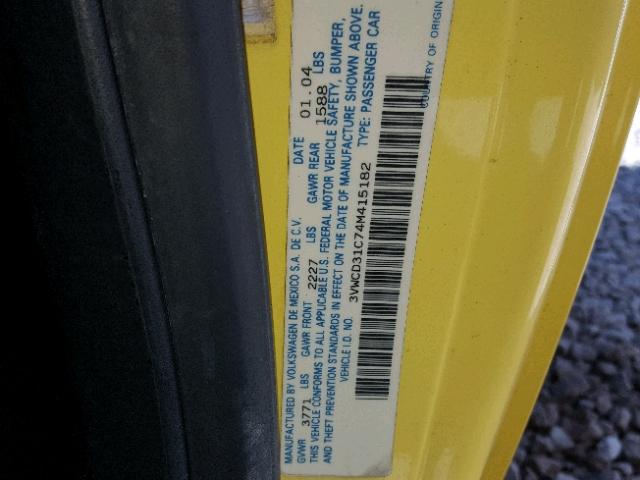 MANUFACTURED BY VOLKSWAGEN DE MEXICO S.A. DE C.V. DATE 01.04
GVWR 3771 LBS GAWR FRONT 2227 LBS GAWR REAR 1588 LBS
THIS VEHICLE CONFORMS TO ALL APPLICABLE U.S. FEDERAL MOTOR VEHICLE SAFETY, BUMPER,
AND THEFT PREVENTION STANDARDS IN EFFECT ON THE DATE OF MANUFACTURE SHOWN ABOVE.
VEHICLE I.D. NO. 3VWCD31C74M415182 TYPE: PASSENGER CAR
COUNTRY OF ORIGIN